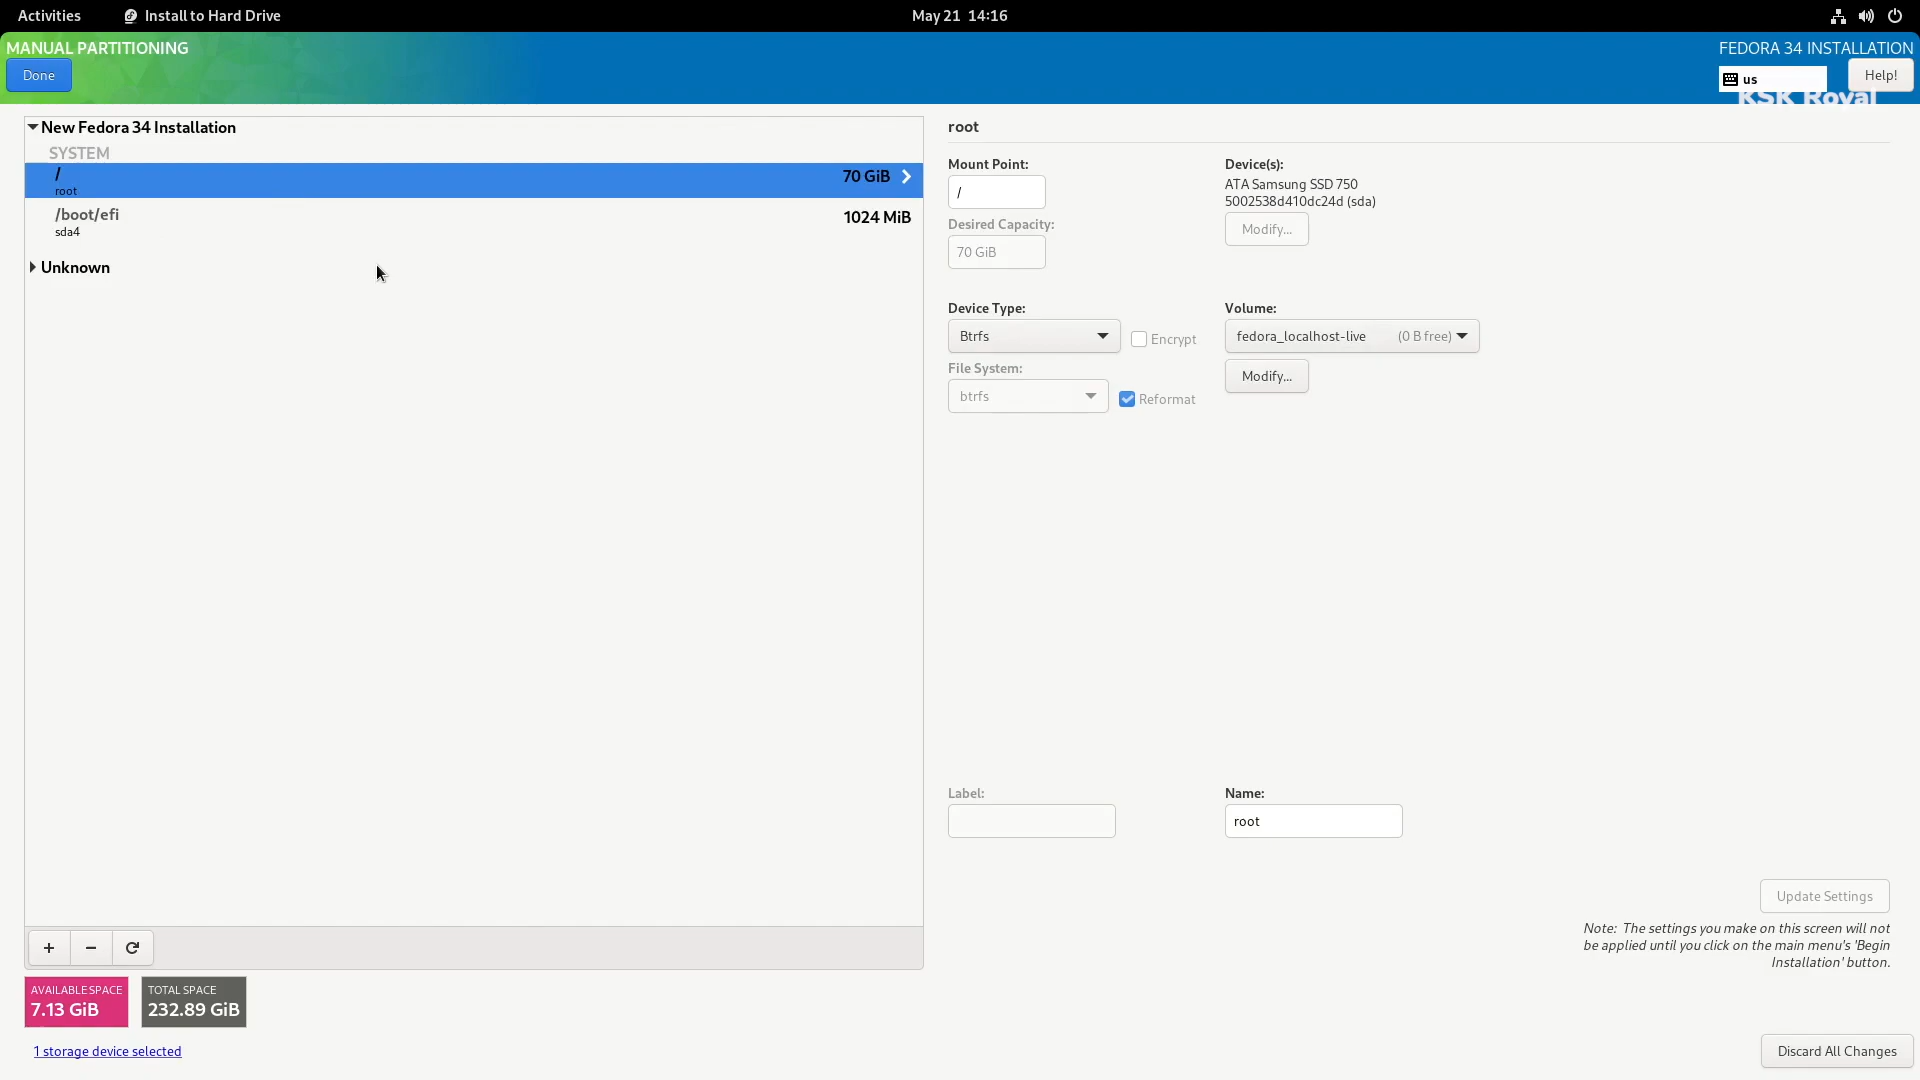 Activities
Install to Hard Drive
May 21 14:16
MANUAL PARTITIONING
FEDORA 34 INSTALLATION
Done
us
Help!
KSK Royal
New Fedora 34 Installation
SYSTEM
/
root
70 GiB
/boot/efi
sda4
1024 MiB
Unknown
root
Mount Point:
/
Desired Capacity:
70 GiB
Device(s):
ATA Samsung SSD 750
5002538d410dc24d (sda)
Modify...
Device Type:
Btrfs
Encrypt
Volume:
fedora_localhost-live (0 B free)
File System:
btrfs
Reformat
Modify...
Label:
Name:
root
Update Settings
Note: The settings you make on this screen will not
be applied until you click on the main menu's 'Begin
Installation' button.
AVAILABLE SPACE
7.13 GiB
TOTAL SPACE
232.89 GiB
1 storage device selected
Discard All Changes